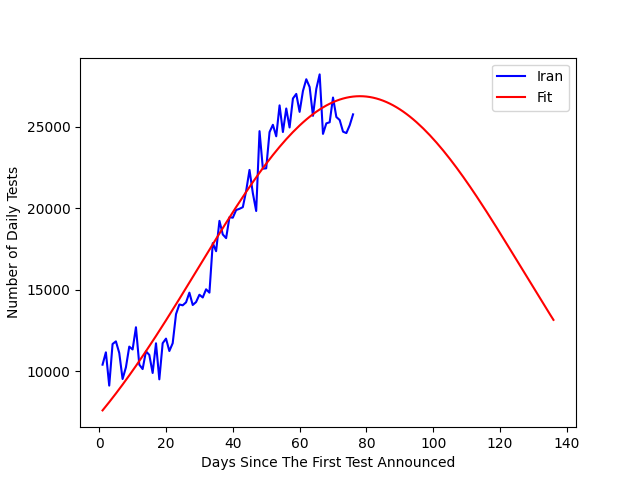 Iran
Fit
25000
20000
15000
10000
Number of Daily Tests
0 20 40 60 80 100 120 140
Days Since The First Test Announced